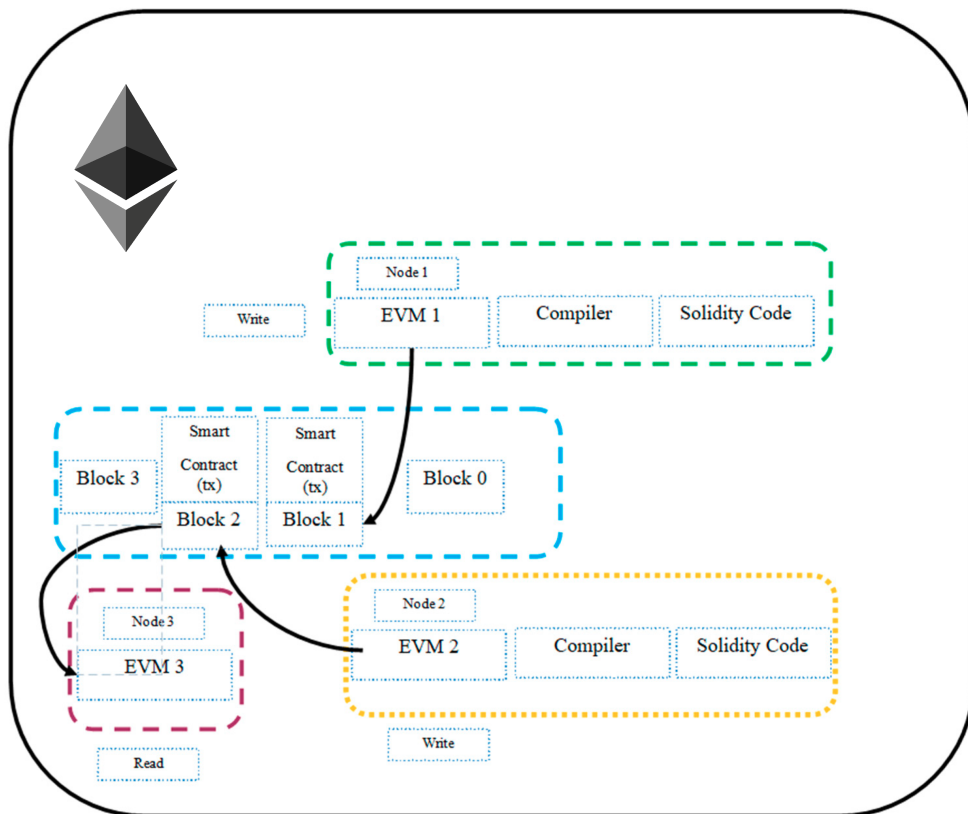 Node 1
Write
EVM 1
Compiler
Solidity Code
Smart
Contract
(tx)
Smart
Contract
(tx)
Block 3
Block 0
Block 2
Block 1
Node 3
Node 2
EVM 3
EVM 2
Compiler
Solidity Code
Write
Read